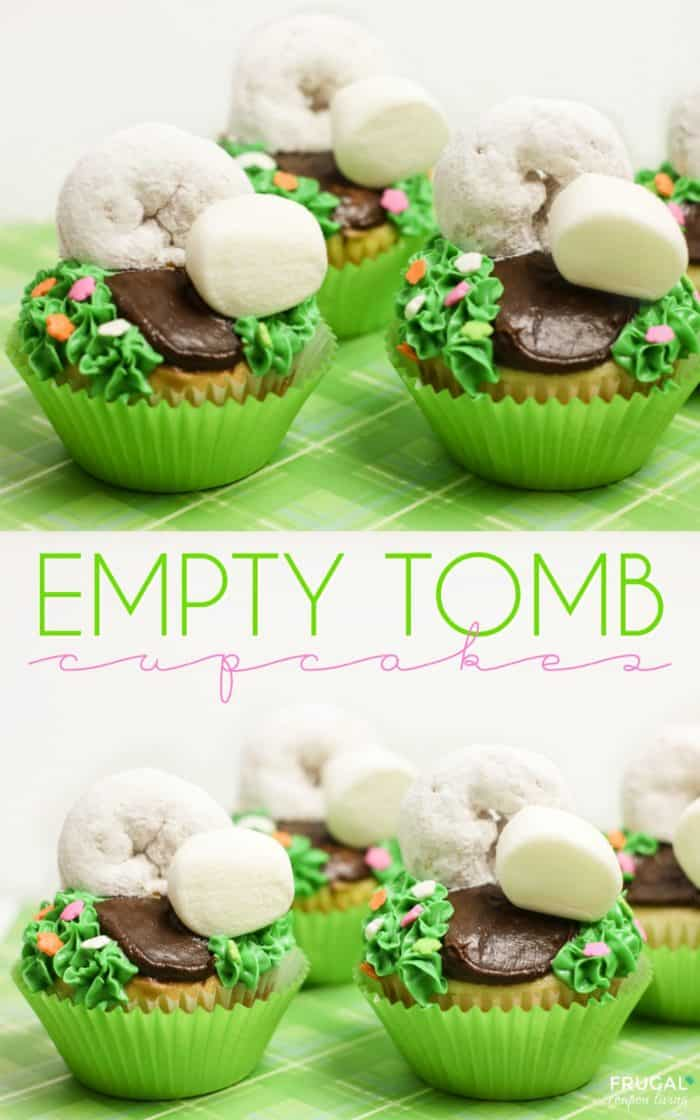 EMPTY TOMB
cupcakes
FRUGAL
coupon living